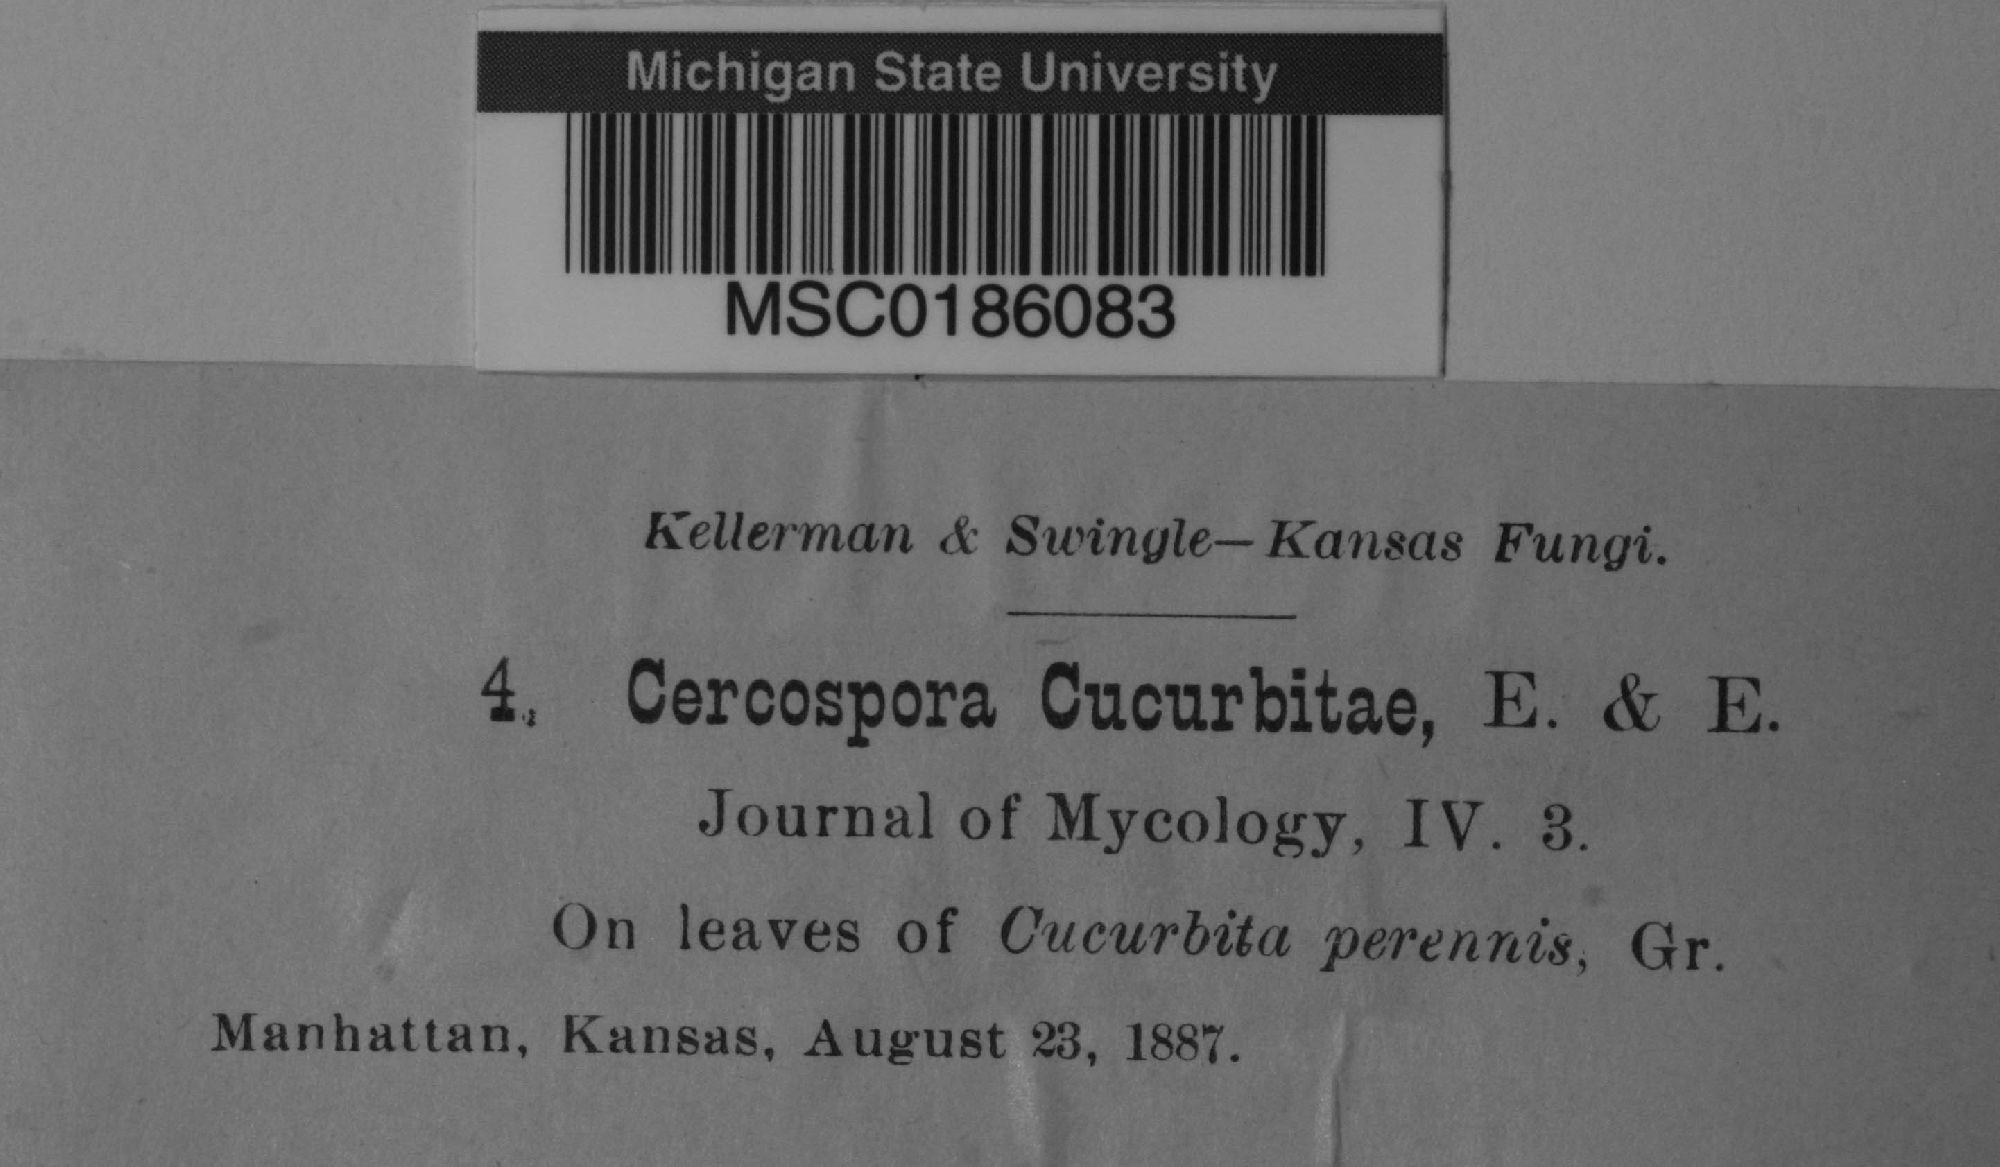 Michigan State University
MSC0186083
Kellerman & Swingle—Kansas Fungi.
4. Cercospora Cucurbitae, E. & E.
Journal of Mycology, IV. 3.
On leaves of Cucurbita perennis, Gr.
Manhattan, Kansas, August 23, 1887.